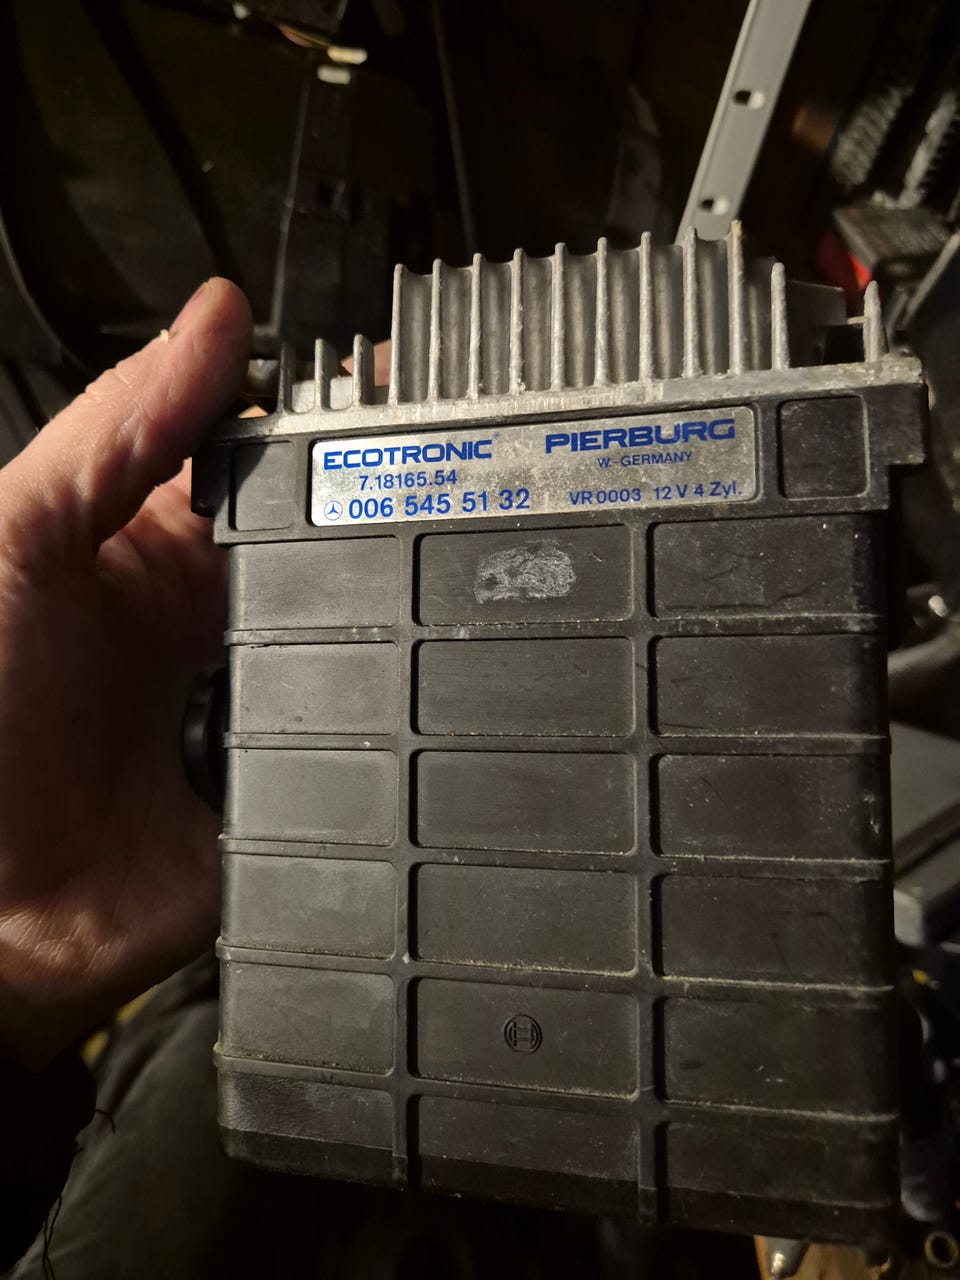 ECOTRONIC® PIERBURG
7.18165.54 W.-GERMANY
006 545 51 32 VR 0003 12 V 4 Zyl.